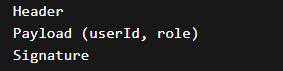 Header
Payload (userId, role)
Signature